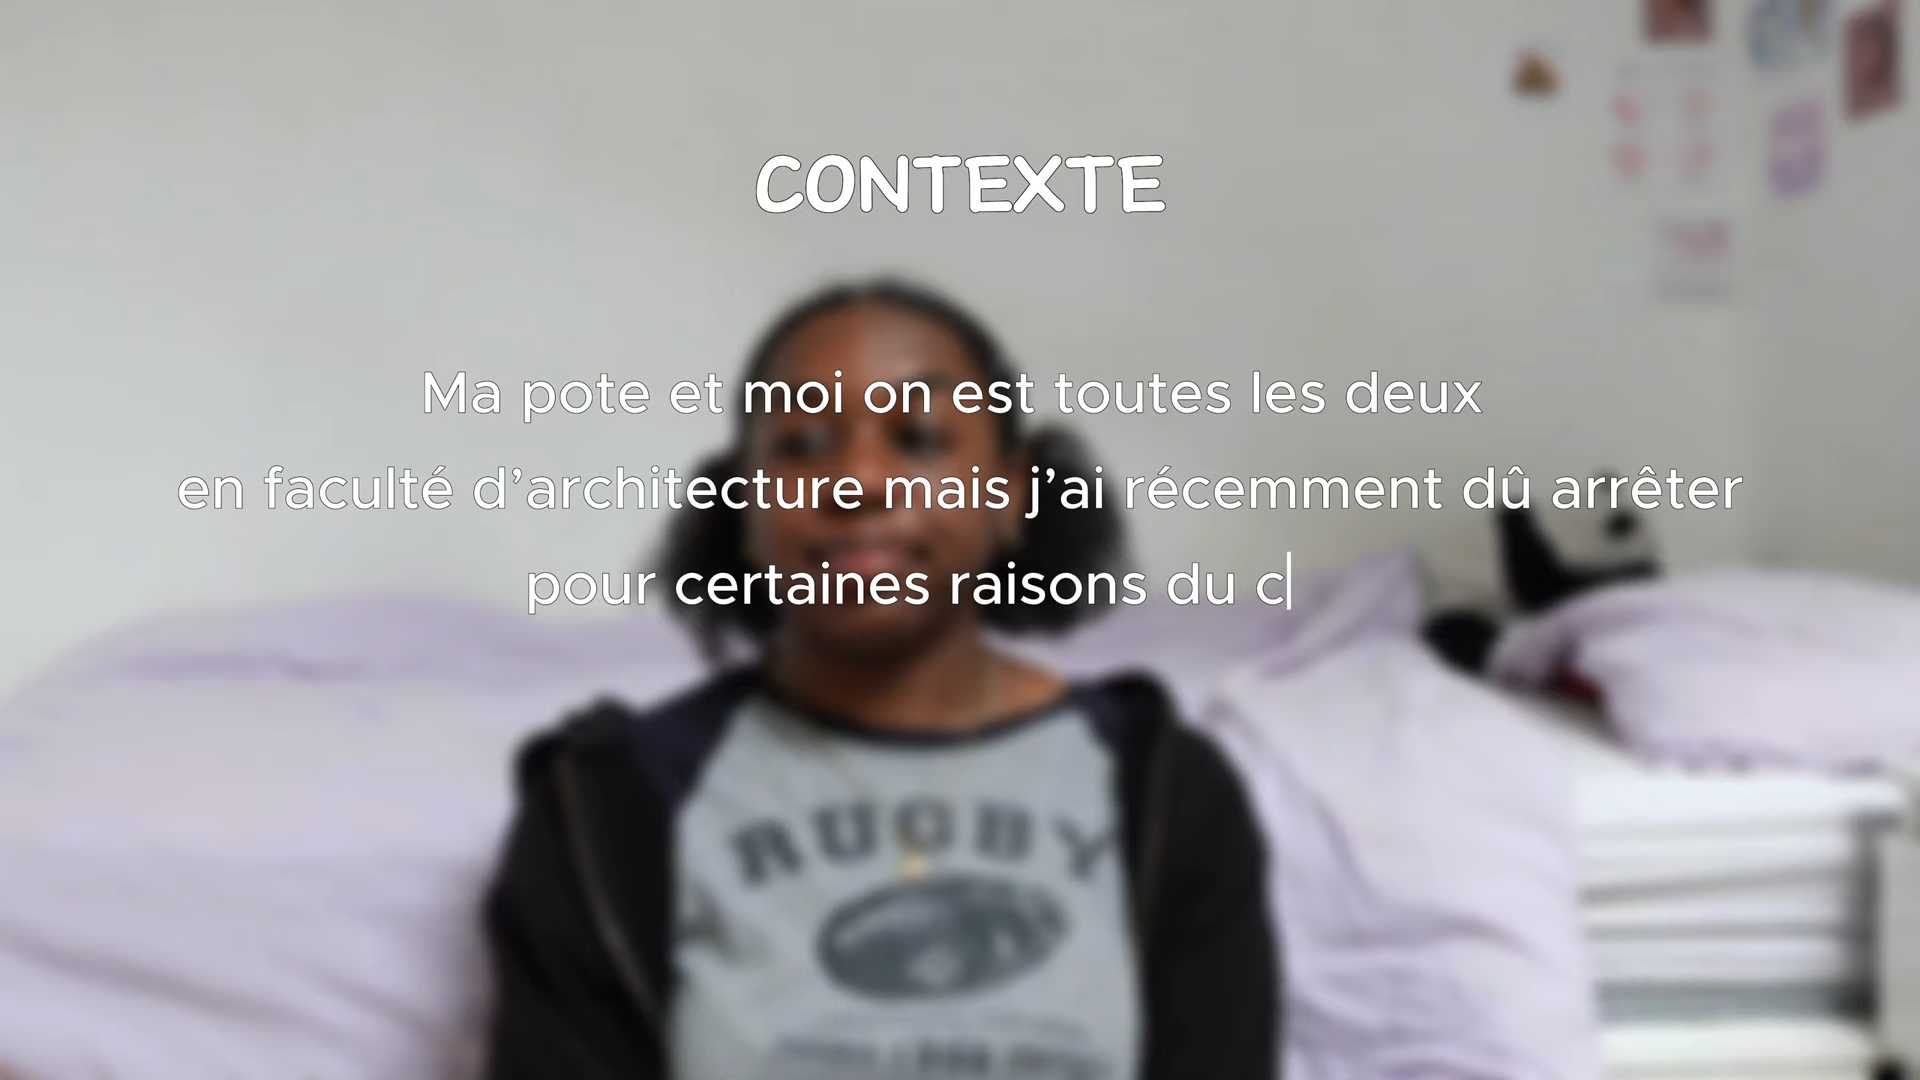 CONTEXTE
Ma pote et moi on est toutes les deux
en faculté d’architecture mais j’ai récemment dû arrêter
pour certaines raisons du c
RUGBY